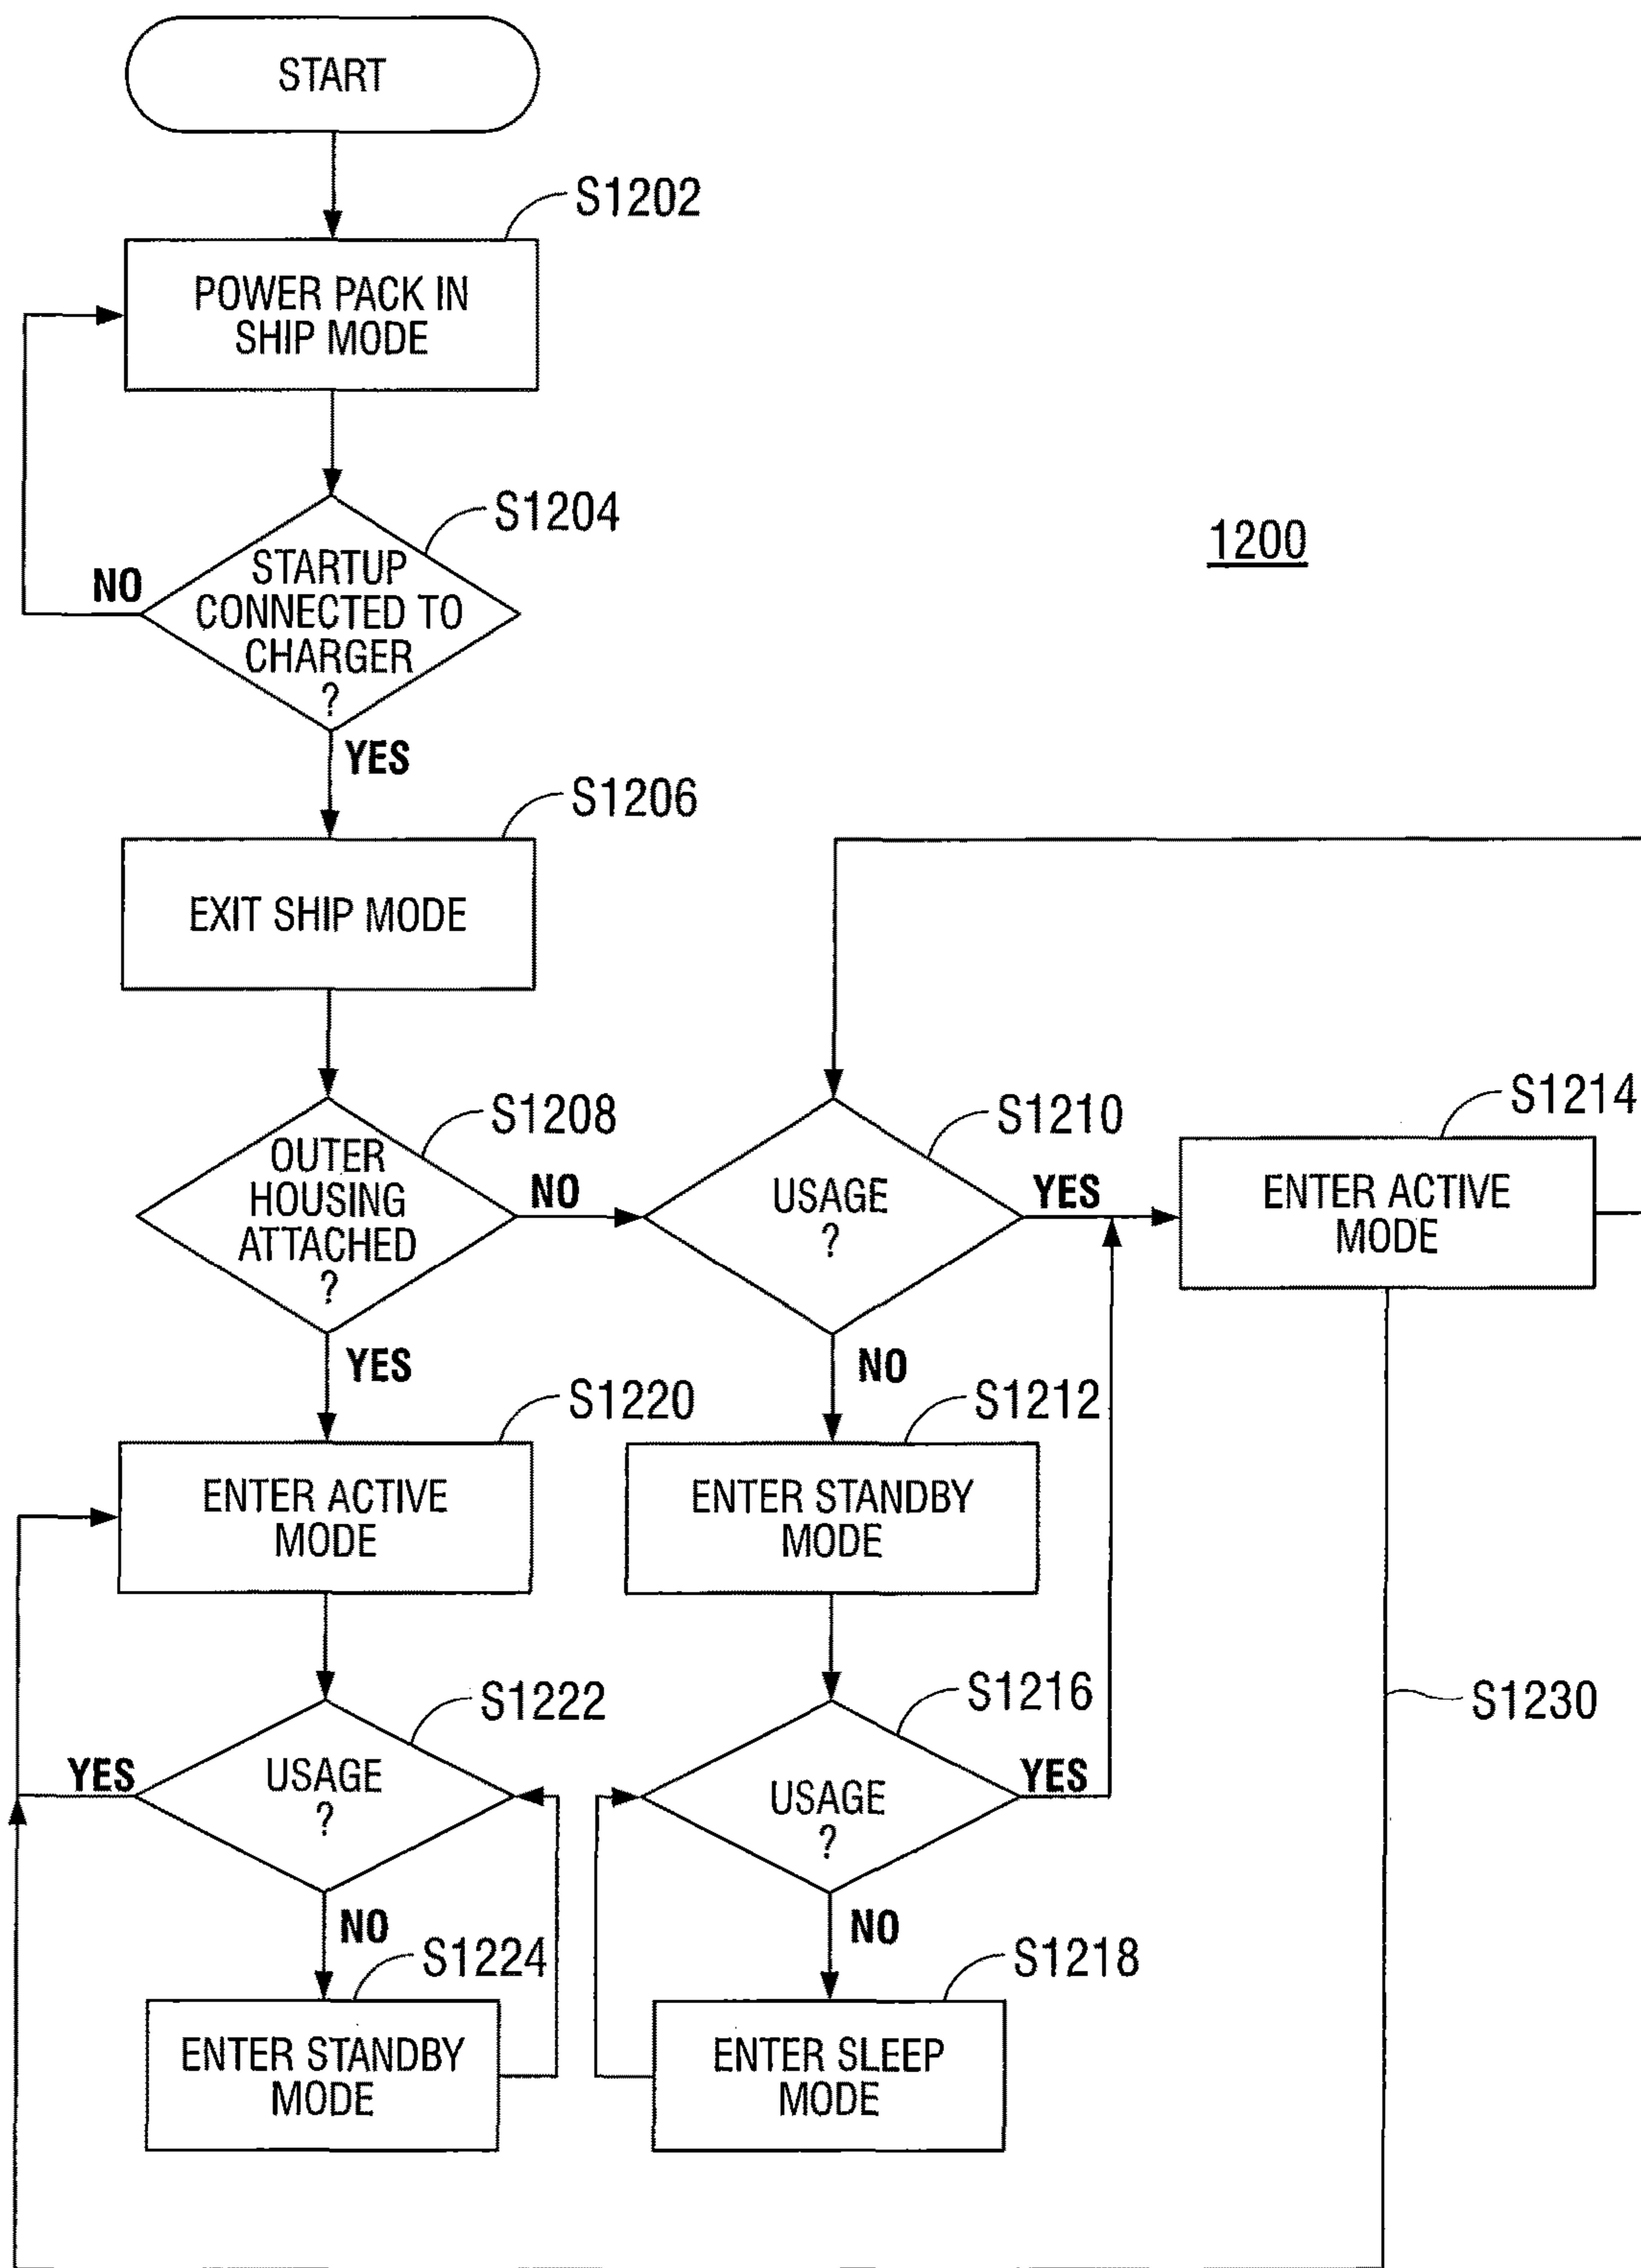 START
S1202
POWER PACK IN
SHIP MODE
S1204
STARTUP
CONNECTED TO
CHARGER
?
NO
YES
1200
S1206
EXIT SHIP MODE
S1208
OUTER
HOUSING
ATTACHED
?
NO
YES
S1210
USAGE
?
YES
NO
S1214
ENTER ACTIVE
MODE
S1220
ENTER ACTIVE
MODE
S1212
ENTER STANDBY
MODE
S1222
USAGE
?
YES
NO
S1216
USAGE
?
YES
NO
S1230
S1224
ENTER STANDBY
MODE
S1218
ENTER SLEEP
MODE